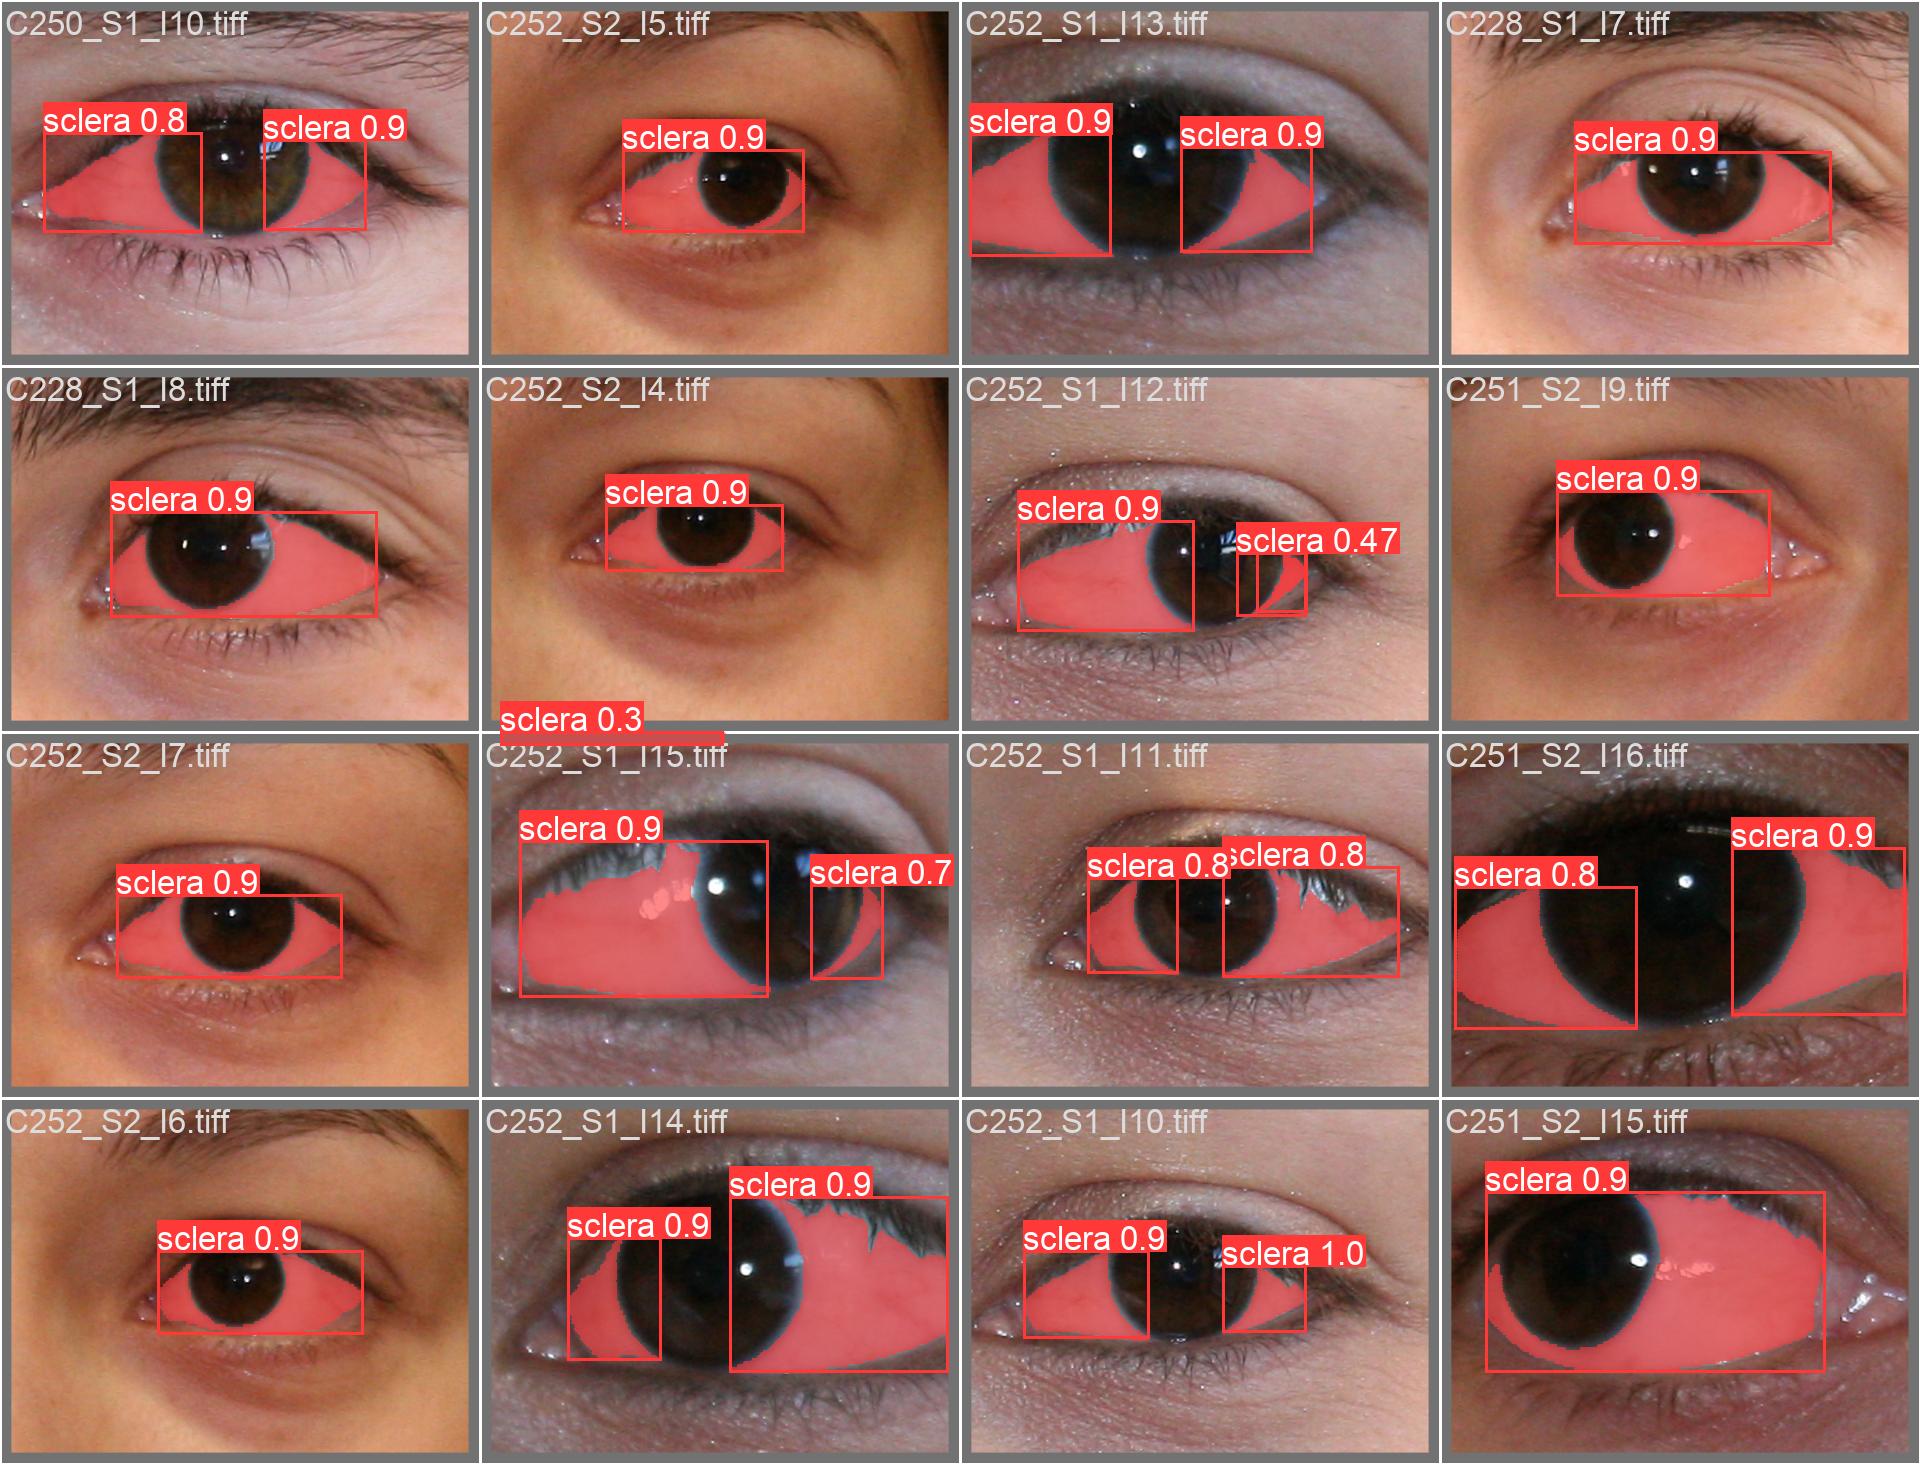 C250_S1_I10.tiff
sclera 0.8
sclera 0.9
C252_S2_I5.tiff
sclera 0.9
C252_S1_I13.tiff
sclera 0.9
sclera 0.9
C228_S1_I7.tiff
sclera 0.9
C228_S1_I8.tiff
sclera 0.9
C252_S2_I4.tiff
sclera 0.9
C252_S1_I12.tiff
sclera 0.9
sclera 0.47
C251_S2_I9.tiff
sclera 0.9
C252_S2_I7.tiff
sclera 0.9
sclera 0.3
C252_S1_I15.tiff
sclera 0.9
sclera 0.7
C252_S1_I11.tiff
sclera 0.8
sclera 0.8
C251_S2_I16.tiff
sclera 0.8
sclera 0.9
C252_S2_I6.tiff
sclera 0.9
C252_S1_I14.tiff
sclera 0.9
sclera 0.9
C252_S1_I10.tiff
sclera 0.9
sclera 1.0
C251_S2_I15.tiff
sclera 0.9